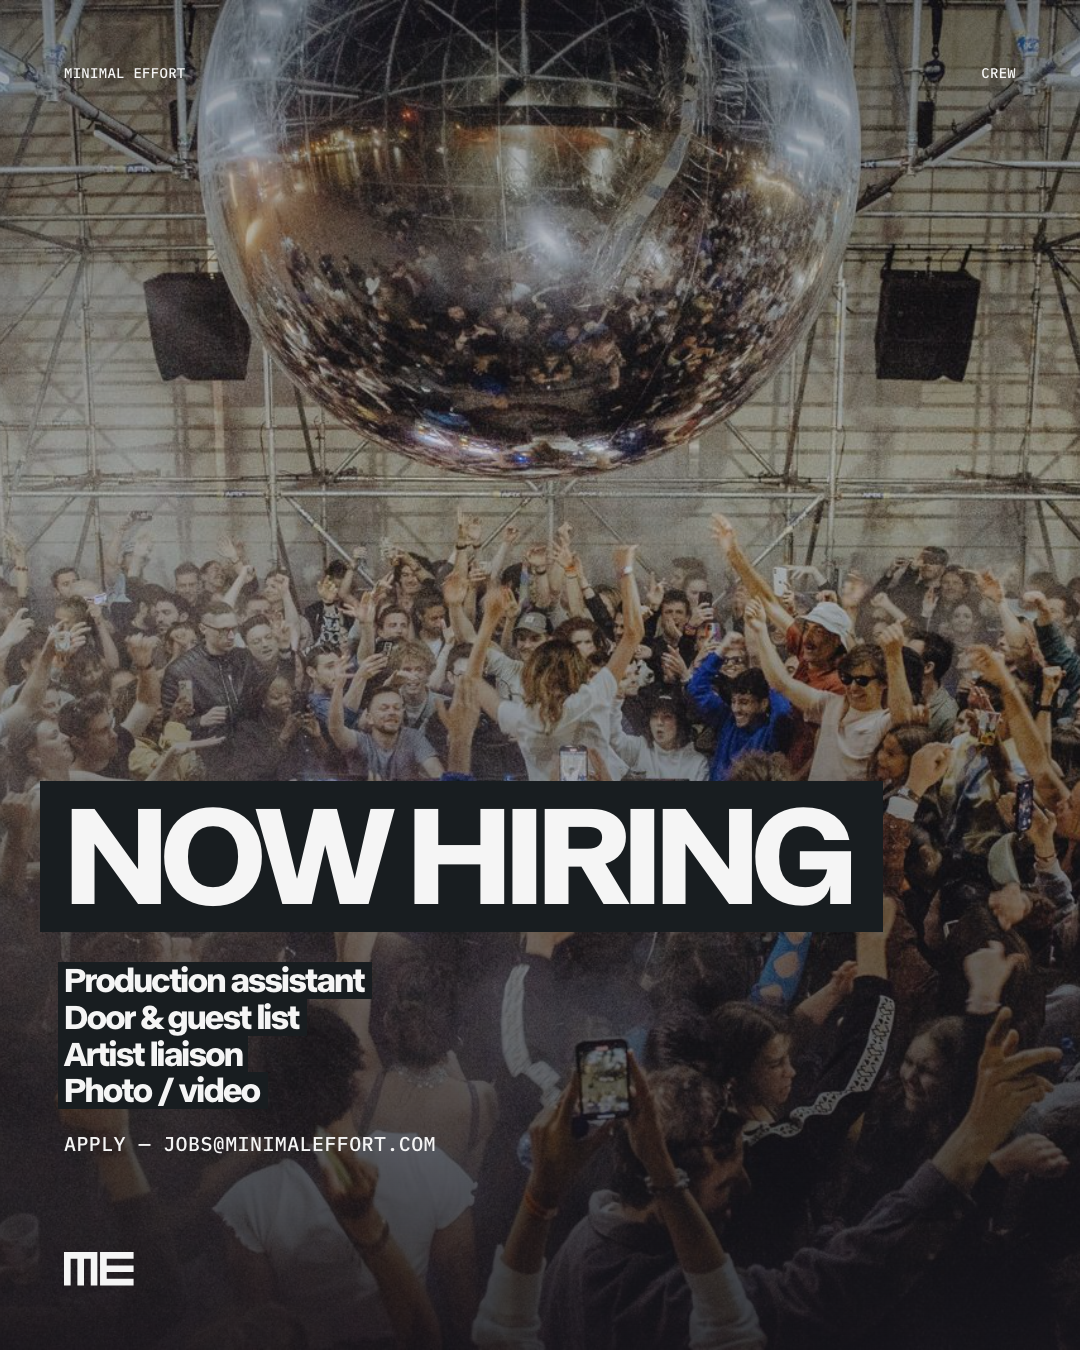 MINIMAL EFFORT
CREW
NOW HIRING
Production assistant
Door & guest list
Artist liaison
Photo / video
APPLY — JOBS@MINIMALEFFORT.COM
ME